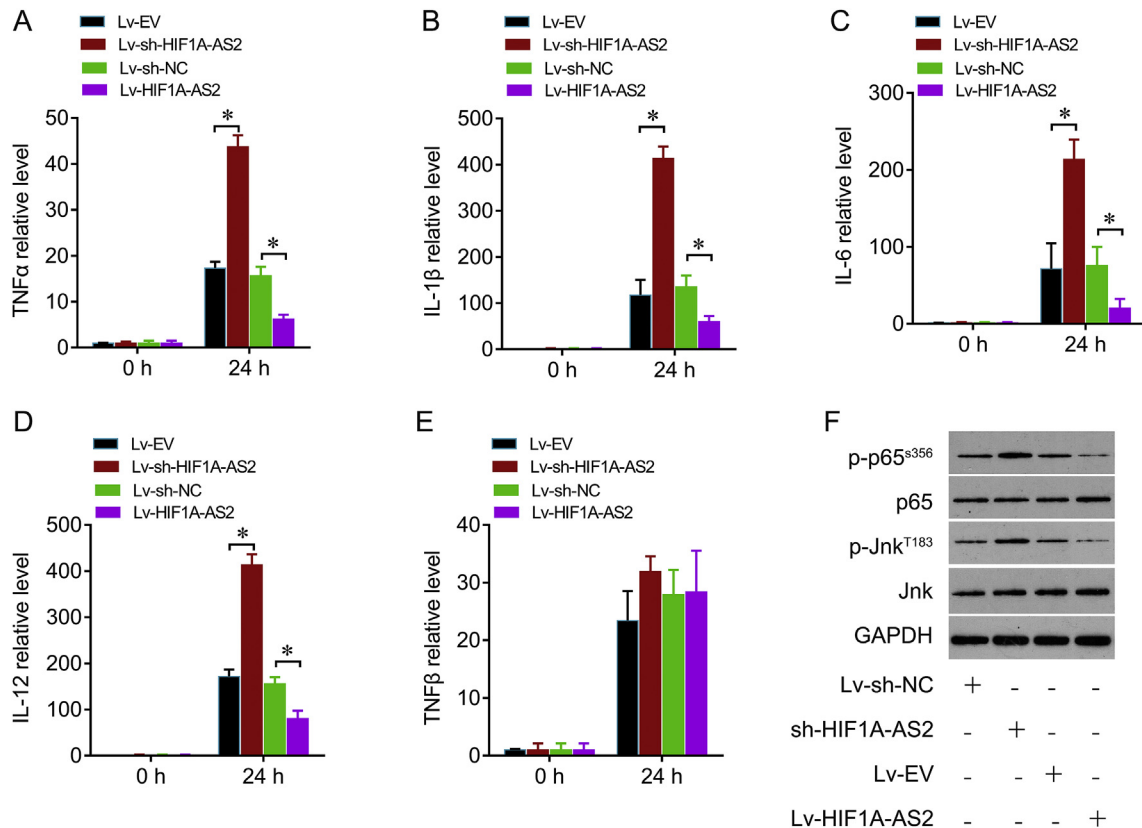 A
Lv-EV
Lv-sh-HIF1A-AS2
Lv-sh-NC
Lv-HIF1A-AS2
TNFα relative level
50
40
30
20
10
0
*
*
0 h 24 h
B
Lv-EV
Lv-sh-HIF1A-AS2
Lv-sh-NC
Lv-HIF1A-AS2
IL-1β relative level
500
400
300
200
100
0
*
*
0 h 24 h
C
Lv-EV
Lv-sh-HIF1A-AS2
Lv-sh-NC
Lv-HIF1A-AS2
IL-6 relative level
300
200
100
0
*
*
0 h 24 h
D
Lv-EV
Lv-sh-HIF1A-AS2
Lv-sh-NC
Lv-HIF1A-AS2
IL-12 relative level
500
400
300
200
100
0
*
*
0 h 24 h
E
Lv-EV
Lv-sh-HIF1A-AS2
Lv-sh-NC
Lv-HIF1A-AS2
TNFβ relative level
40
30
20
10
0
0 h 24 h
F
p-p65s356
p65
p-JnkT183
Jnk
GAPDH
Lv-sh-NC + - - -
sh-HIF1A-AS2 - + - -
Lv-EV - - + -
Lv-HIF1A-AS2 - - - +